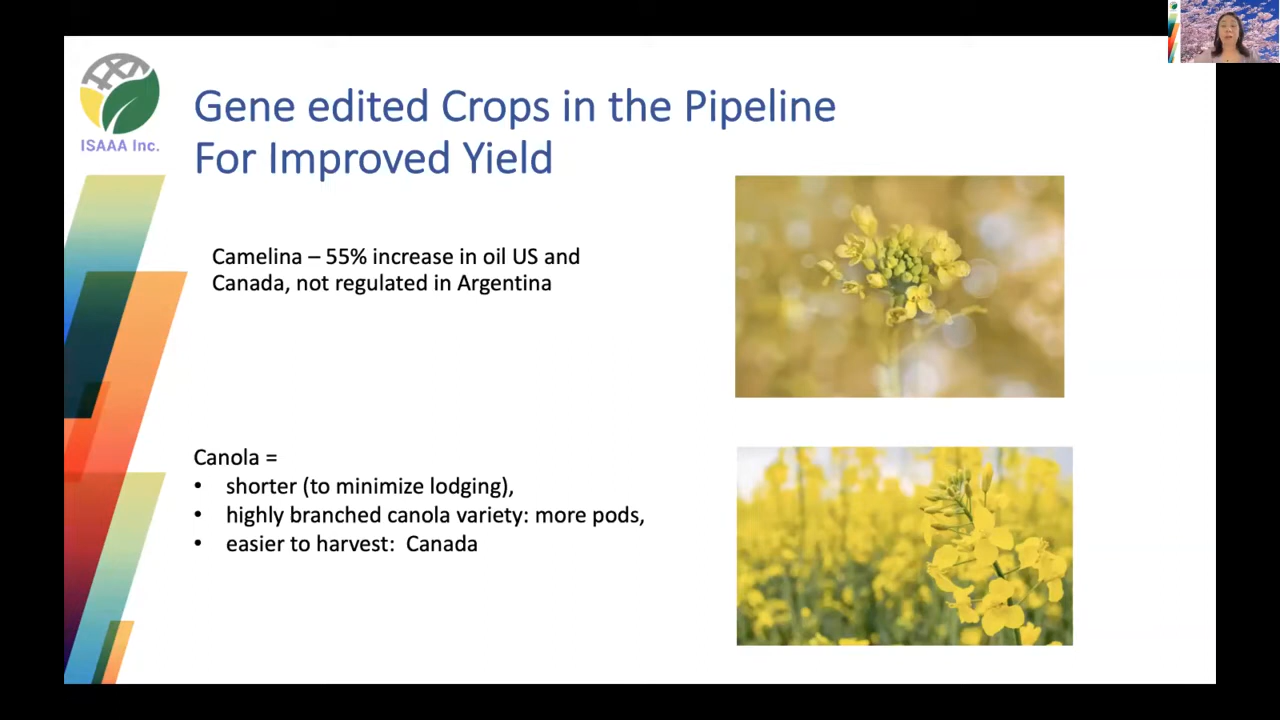 ISAAA Inc.
Gene edited Crops in the Pipeline
For Improved Yield
Camelina – 55% increase in oil US and
Canada, not regulated in Argentina
Canola =
• shorter (to minimize lodging),
• highly branched canola variety: more pods,
• easier to harvest: Canada